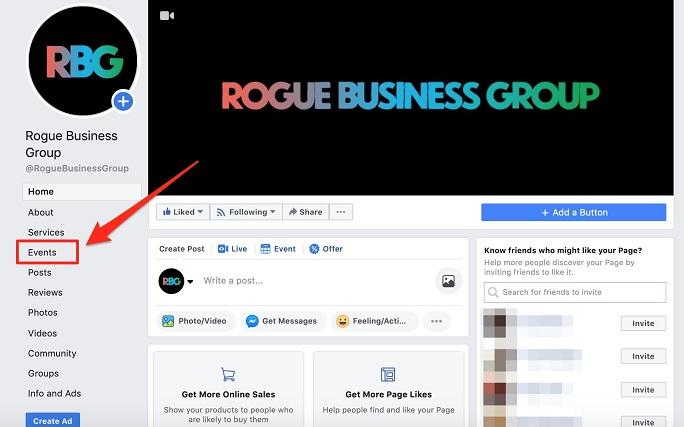 RBG
Rogue Business
Group
@RogueBusinessGroup
Home
About
Services
Events
Posts
Reviews
Photos
Videos
Community
Groups
Info and Ads
Create Ad
ROGUE BUSINESS GROUP
Liked
Following
Share
+ Add a Button
Create Post
Live
Event
Offer
RBG
Write a post...
Photo/Video
Get Messages
Feeling/Acti...
Get More Online Sales
Show your products to people who
are likely to buy them
Get More Page Likes
Help people find and like your Page
Know friends who might like your Page?
Help more people discover your Page by
inviting friends to like it.
Search for friends to invite
Invite
Invite
Invite
Invite